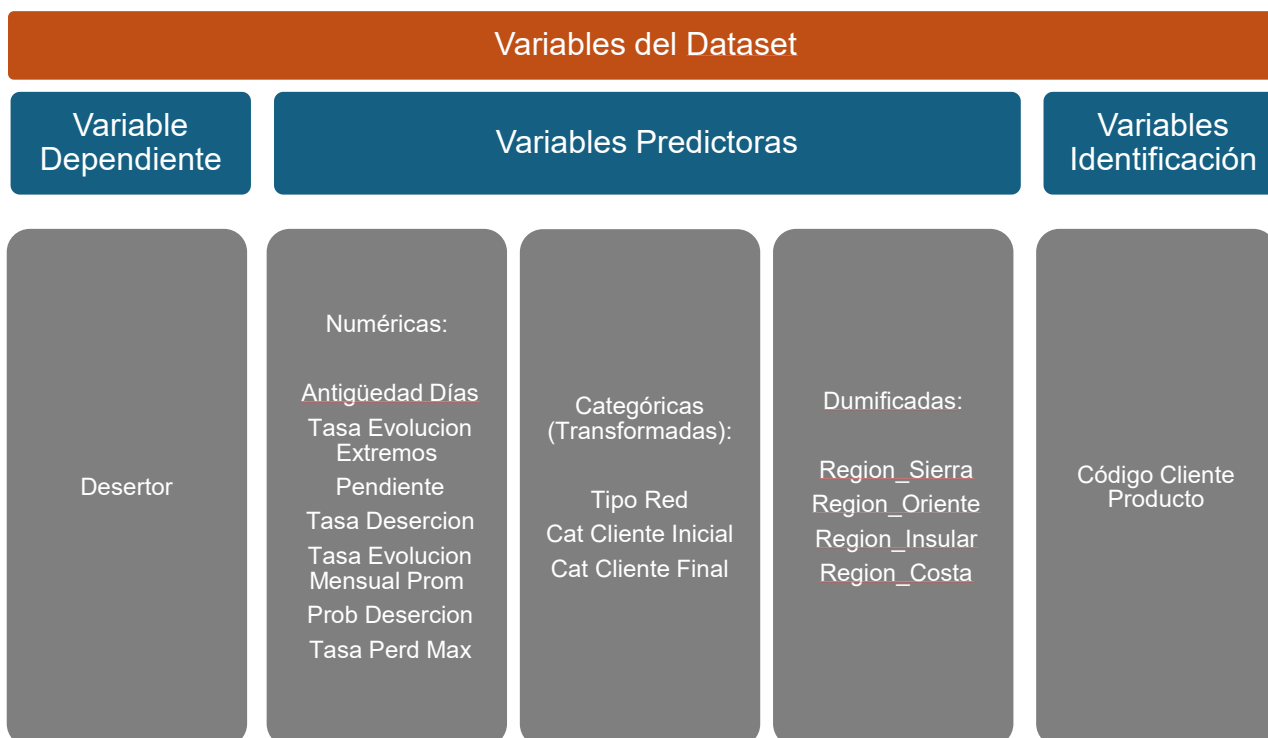 Variables del Dataset
Variable
Dependiente
Variables Predictoras
Variables
Identificación
Desertor
Numéricas:
Antigüedad Días
Tasa Evolucion
Extremos
Pendiente
Tasa Desercion
Tasa Evolucion
Mensual Prom
Prob Desercion
Tasa Perd Max
Categóricas
(Transformadas):
Tipo Red
Cat Cliente Inicial
Cat Cliente Final
Dumificadas:
Region_Sierra
Region_Oriente
Region_Insular
Region_Costa
Código Cliente
Producto